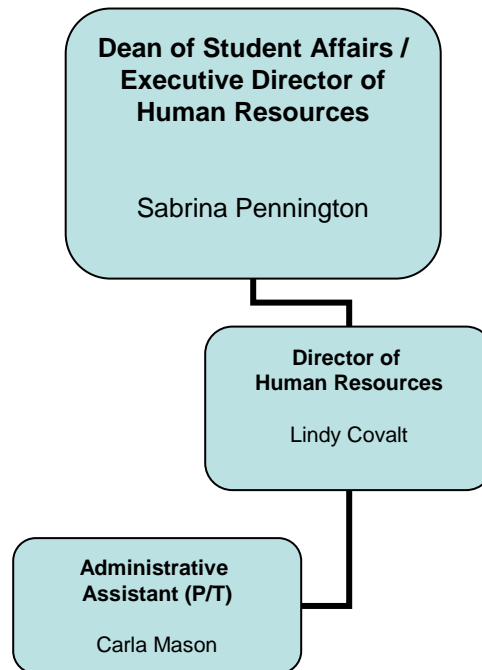 Dean of Student Affairs /
Executive Director of
Human Resources
Sabrina Pennington
Director of
Human Resources
Lindy Covalt
Administrative
Assistant (P/T)
Carla Mason